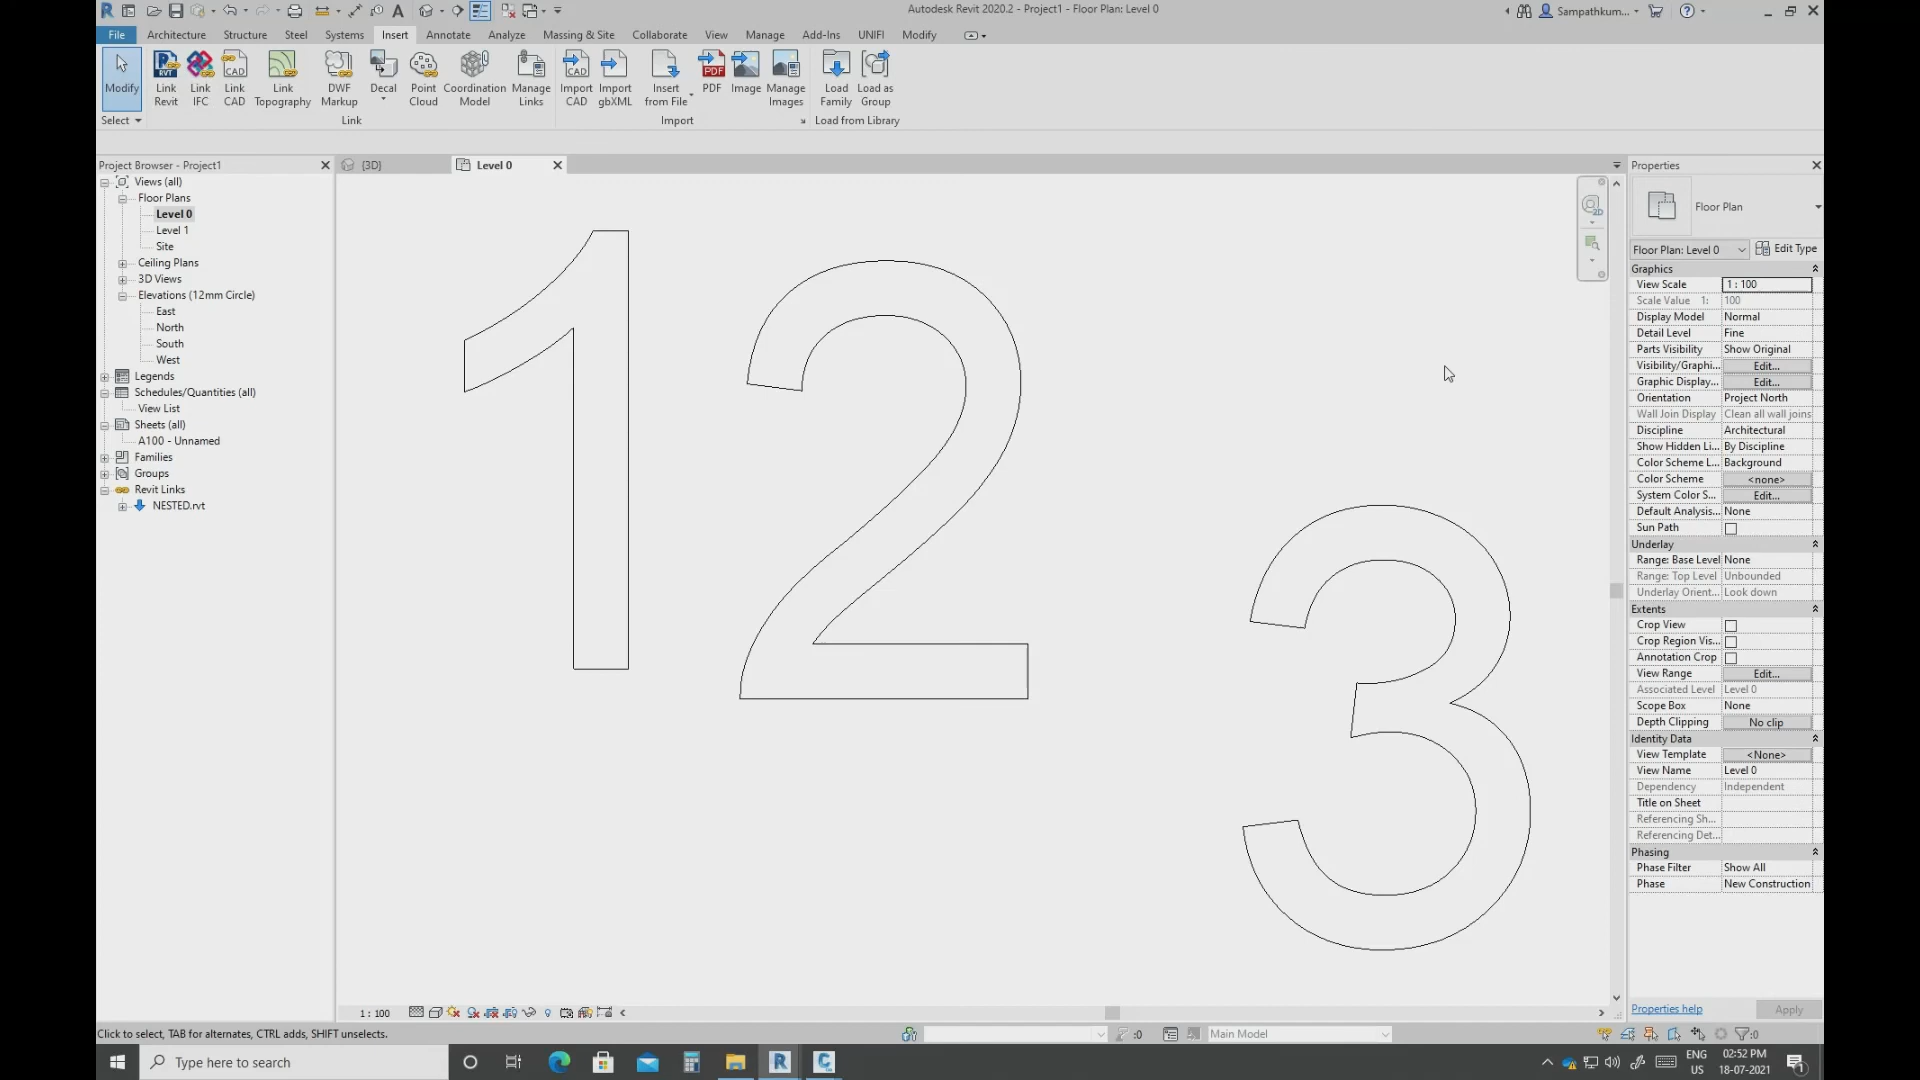 Autodesk Revit 2020.2 - Project1 - Floor Plan: Level 0
Sampathkum...
File Architecture Structure Steel Systems Insert Annotate Analyze Massing & Site Collaborate View Manage Add-Ins UNIFI Modify
Modify
Link Revit
Link IFC
Link CAD
Link Topography
DWF Markup
Decal
Point Cloud
Coordination Model
Manage Links
Import CAD
Import gbXML
Insert from File
PDF
Image
Manage Images
Load Family
Load as Group
Select
Link
Import
Load from Library
Project Browser - Project1
{3D}
Level 0
Properties
Views (all)
Floor Plans
Level 0
Level 1
Site
Ceiling Plans
3D Views
Elevations (12mm Circle)
East
North
South
West
Legends
Schedules/Quantities (all)
View List
Sheets (all)
A100 - Unnamed
Families
Groups
Revit Links
NESTED.rvt
1 2 3
Floor Plan
Floor Plan: Level 0 Edit Type
Graphics
View Scale 1 : 100
Scale Value 1: 100
Display Model Normal
Detail Level Fine
Parts Visibility Show Original
Visibility/Graphi... Edit...
Graphic Display... Edit...
Orientation Project North
Wall Join Display Clean all wall joins
Discipline Architectural
Show Hidden Li... By Discipline
Color Scheme L... Background
Color Scheme <none>
System Color S... Edit...
Default Analysis... None
Sun Path
Underlay
Range: Base Level None
Range: Top Level Unbounded
Underlay Orient... Look down
Extents
Crop View
Crop Region Vis...
Annotation Crop
View Range Edit...
Associated Level Level 0
Scope Box None
Depth Clipping No clip
Identity Data
View Template <None>
View Name Level 0
Dependency Independent
Title on Sheet
Referencing Sh...
Referencing Det...
Phasing
Phase Filter Show All
Phase New Construction
Properties help Apply
1 : 100
Click to select, TAB for alternates, CTRL adds, SHIFT unselects.
:0
Main Model
:0
Type here to search
ENG US
02:52 PM
18-07-2021